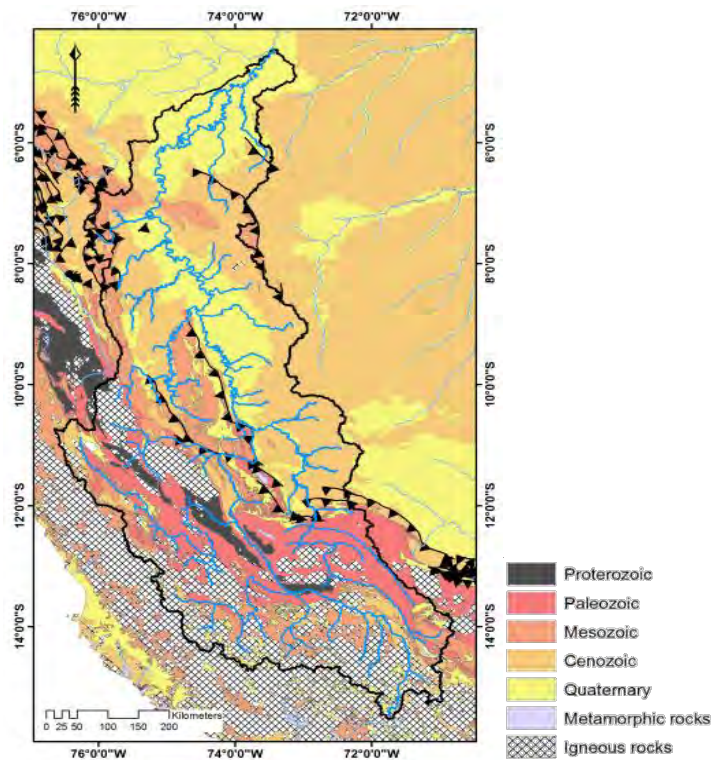 76°0'0"W 74°0'0"W 72°0'0"W
6°0'0"S 6°0'0"S
8°0'0"S 8°0'0"S
10°0'0"S 10°0'0"S
12°0'0"S 12°0'0"S
14°0'0"S 14°0'0"S
0 25 50 100 150 200
Kilometers
76°0'0"W 74°0'0"W 72°0'0"W
Proterozoic
Paleozoic
Mesozoic
Cenozoic
Quaternary
Metamorphic rocks
Igneous rocks